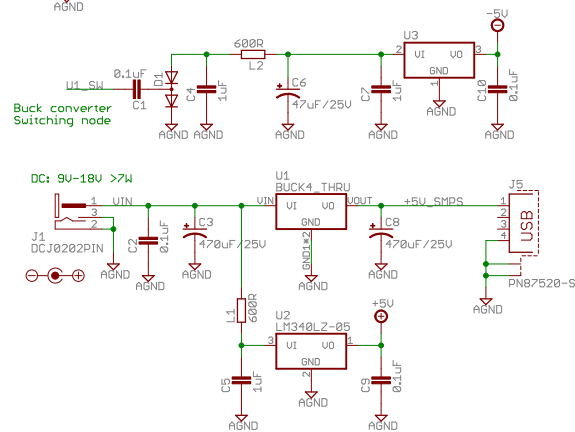 AGND
-5V
U3
600R
L2
2 VI VO 3
GND
1
0.1uF
D1
U1_SW
C1
C4
1uF
C6
47uF/25V
C7
1uF
C10
0.1uF
AGND
Buck converter
Switching node
AGND AGND AGND AGND AGND
DC: 9V-18V >7W
U1
BUCK4_THRU
J5
1 VIN
VIN
VI VO
VOUT
+5V_SMPS
1
2
3
4
USB
3
2
J1
DCJ0202PIN
C2
0.1uF
C3
470uF/25V
GND1*2
C8
470uF/25V
AGND
AGND AGND AGND AGND
PN87520-S
AGND
L1
600R
+5V
U2
LM340LZ-05
3 VI VO 1
GND
2
C5
1uF
C9
0.1uF
AGND
AGND AGND